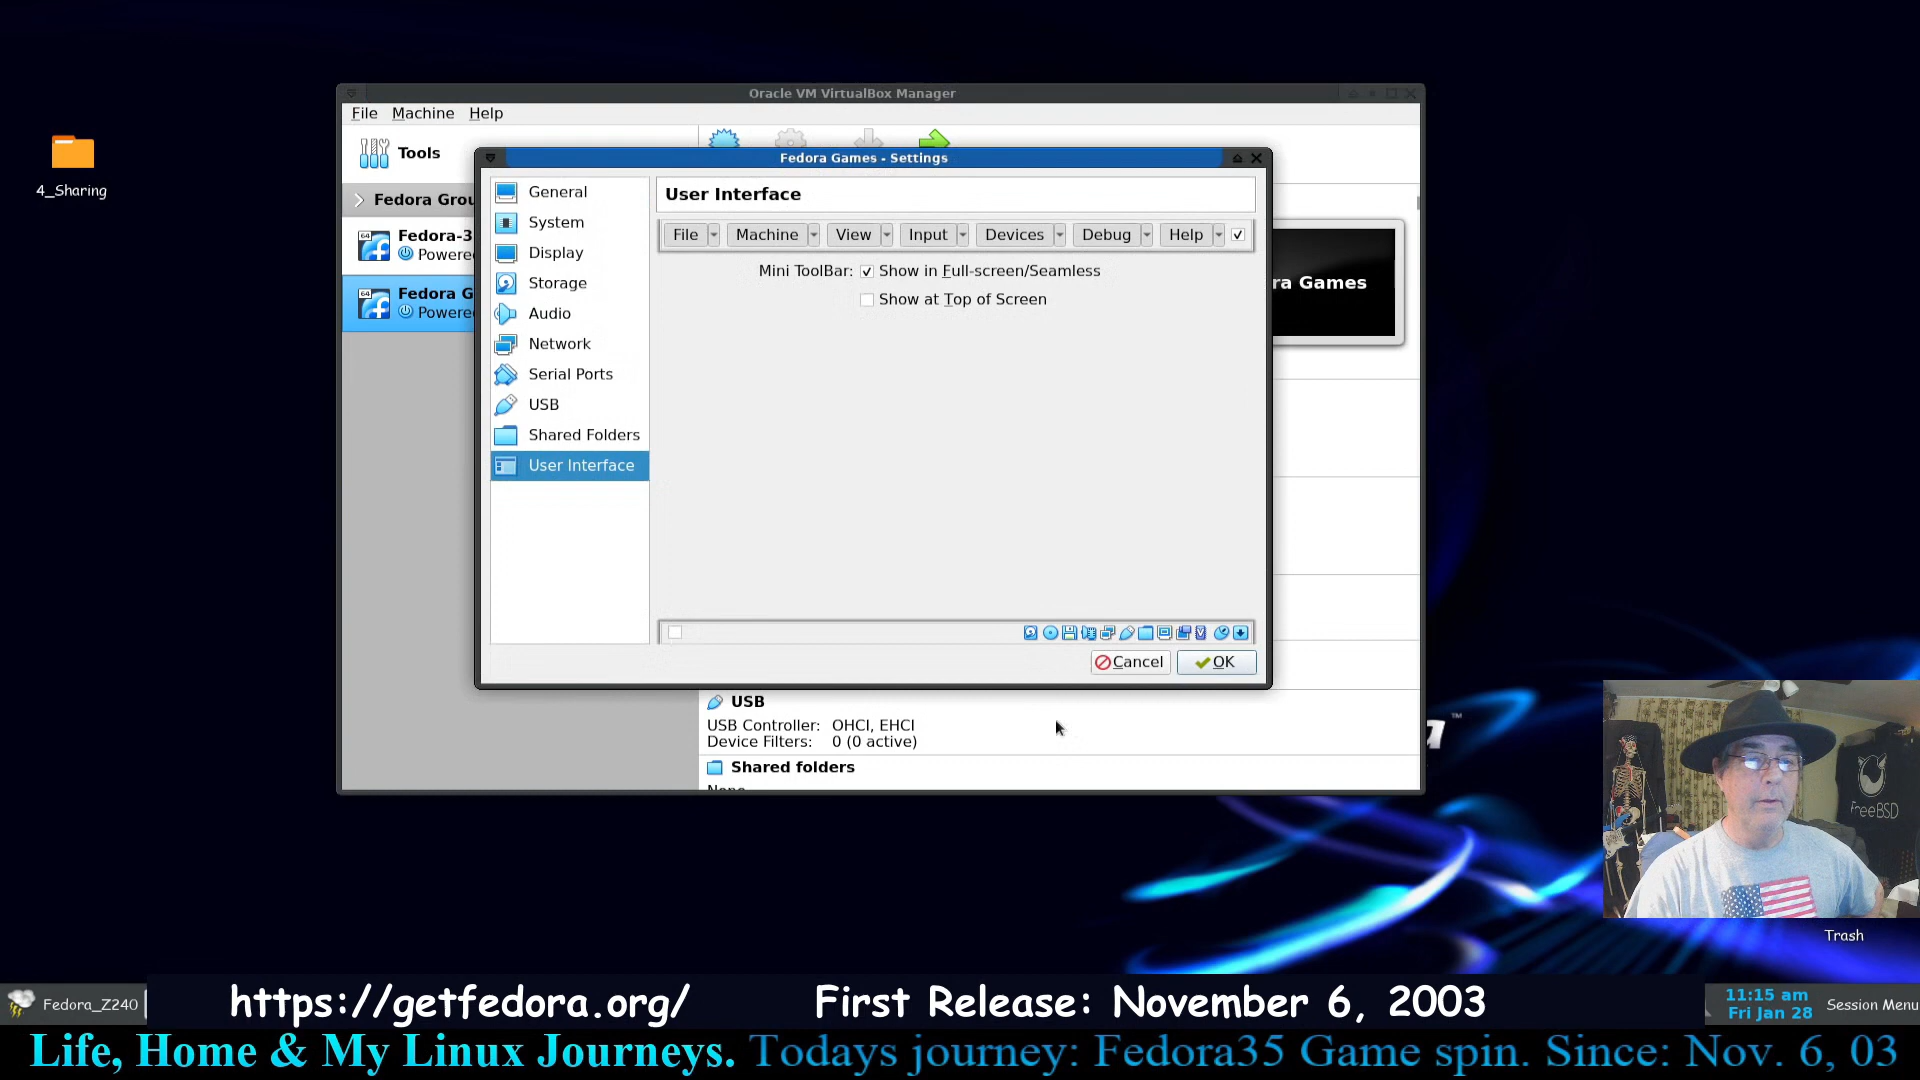 Oracle VM VirtualBox Manager
File Machine Help
4_Sharing
Tools
Fedora Grou
Fedora-3
Powere
Fedora G
Powere
Fedora Games - Settings
General
System
Display
Storage
Audio
Network
Serial Ports
USB
Shared Folders
User Interface
User Interface
File Machine View Input Devices Debug Help
Mini ToolBar: Show in Full-screen/Seamless
Show at Top of Screen
Cancel OK
ra Games
USB
USB Controller: OHCI, EHCI
Device Filters: 0 (0 active)
Shared folders
FreeBSD
Trash
Fedora_Z240
https://getfedora.org/ First Release: November 6, 2003
11:15 am
Fri Jan 28
Session Menu
Life, Home & My Linux Journeys. Todays journey: Fedora35 Game spin. Since: Nov. 6, 03